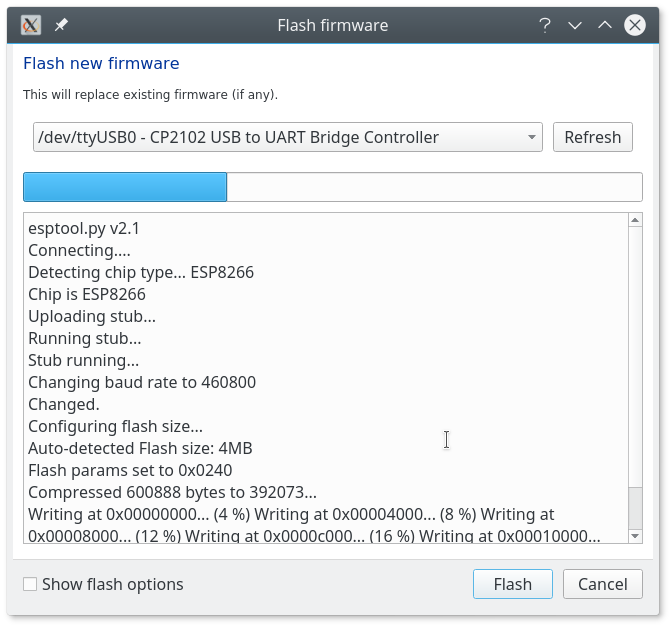 Flash firmware
Flash new firmware
This will replace existing firmware (if any).
/dev/ttyUSB0 - CP2102 USB to UART Bridge Controller
Refresh
esptool.py v2.1
Connecting....
Detecting chip type... ESP8266
Chip is ESP8266
Uploading stub...
Running stub...
Stub running...
Changing baud rate to 460800
Changed.
Configuring flash size...
Auto-detected Flash size: 4MB
Flash params set to 0x0240
Compressed 600888 bytes to 392073...
Writing at 0x00000000... (4 %) Writing at 0x00004000... (8 %) Writing at
0x00008000... (12 %) Writing at 0x0000c000... (16 %) Writing at 0x00010000...
Show flash options
Flash
Cancel